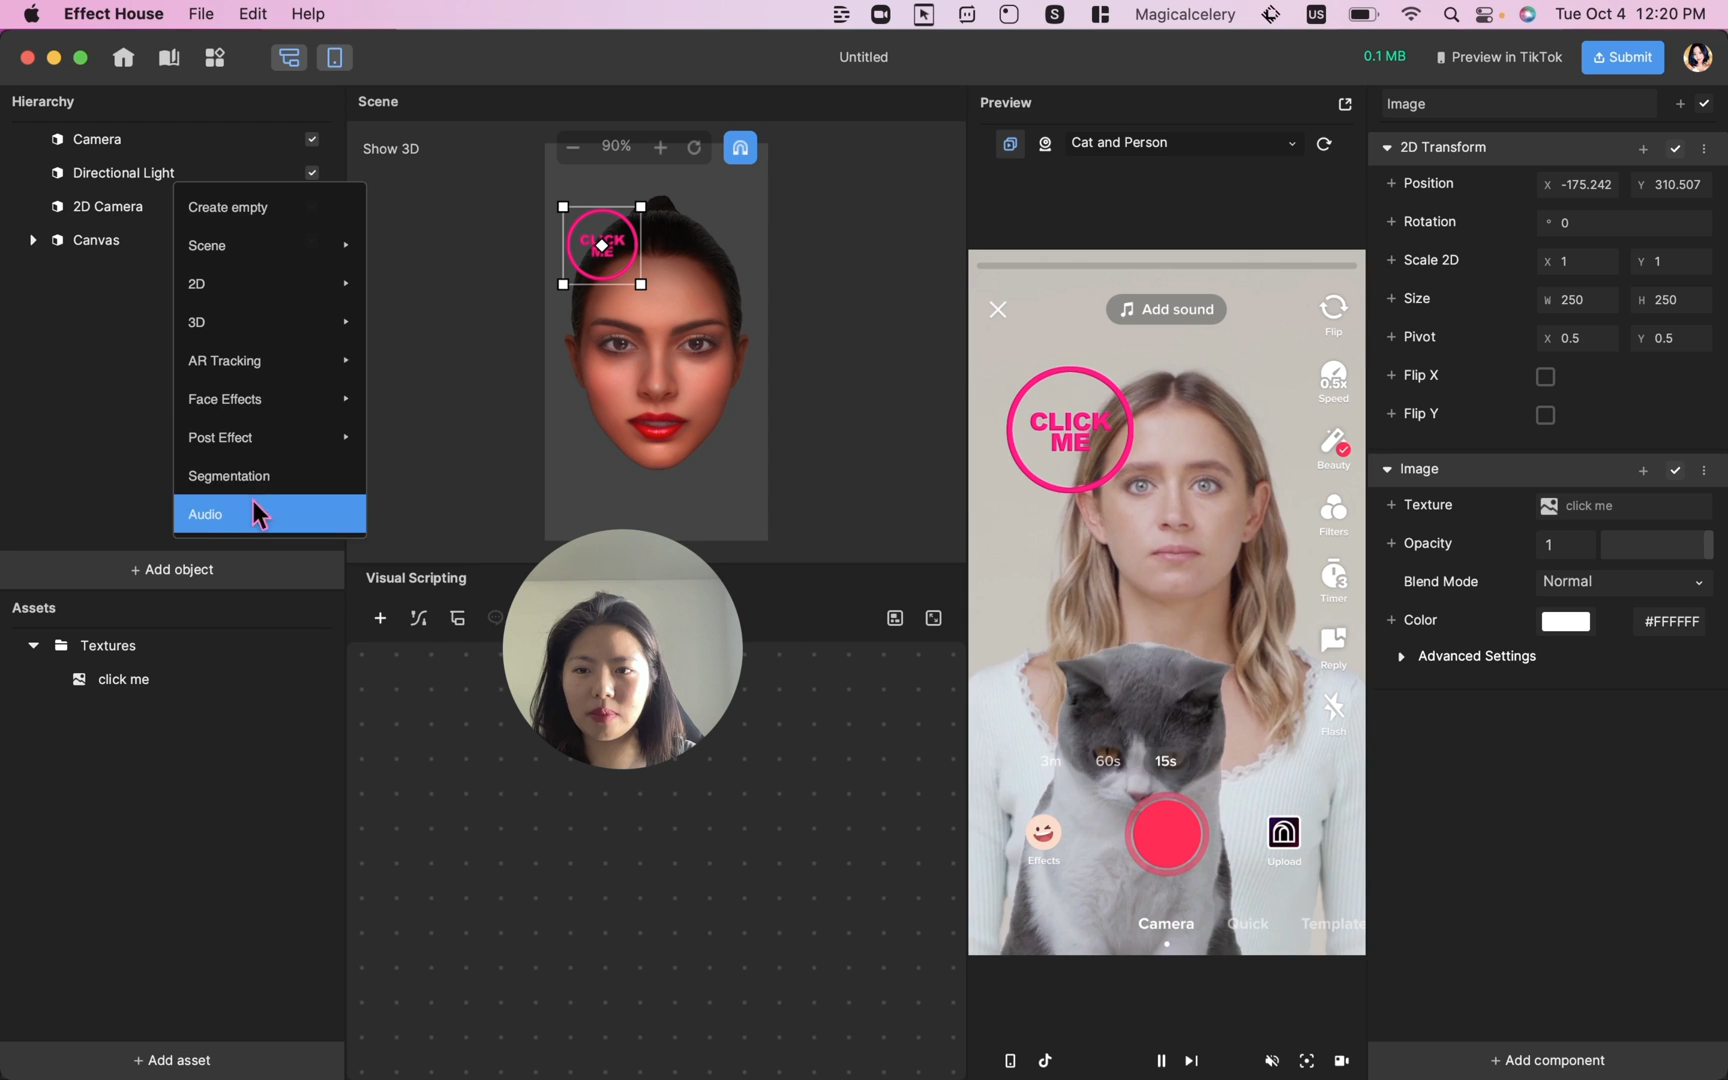 Effect House File Edit Help
S Magicalcelery US Tue Oct 4 12:20 PM
Untitled
0.1 MB Preview in TikTok Submit
Hierarchy
Camera
Directional Light
2D Camera
Canvas
Create empty
Scene
2D
3D
AR Tracking
Face Effects
Post Effect
Segmentation
Audio
+ Add object
Assets
Textures
click me
+ Add asset
Scene
Show 3D
90%
CLICK
ME
Visual Scripting
Preview
Cat and Person
Add sound
Flip
0.5x
Speed
CLICK
ME
Beauty
Filters
3
Timer
Reply
Flash
3m 60s 15s
Effects
Upload
Camera Quick Template
Image
2D Transform
Position X -175.242 Y 310.507
Rotation ° 0
Scale 2D X 1 Y 1
Size W 250 H 250
Pivot X 0.5 Y 0.5
Flip X
Flip Y
Image
Texture click me
Opacity 1
Blend Mode Normal
Color #FFFFFF
Advanced Settings
+ Add component